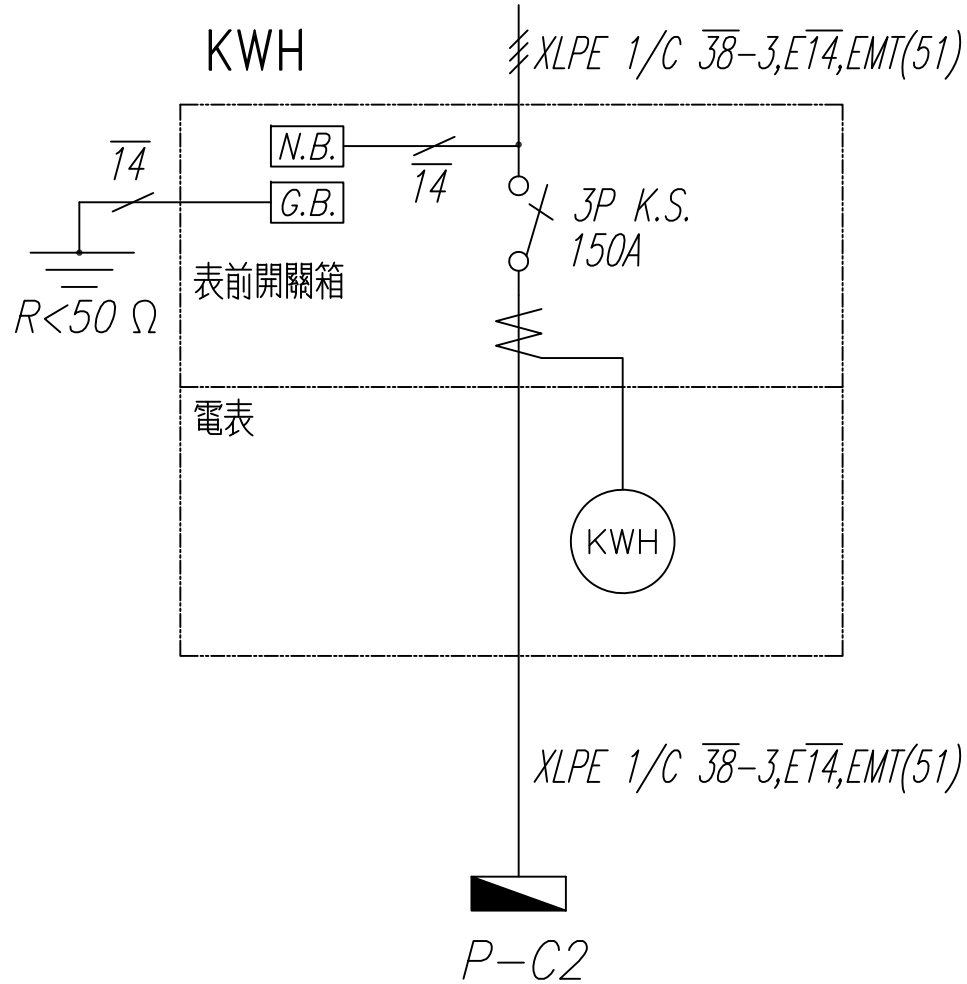 KWH
XLPE 1/C 38-3,E14,EMT(51)
N.B.
14
14
G.B.
3P K.S.
150A
表前開關箱
R<50 Ω
電表
KWH
XLPE 1/C 38-3,E14,EMT(51)
P-C2